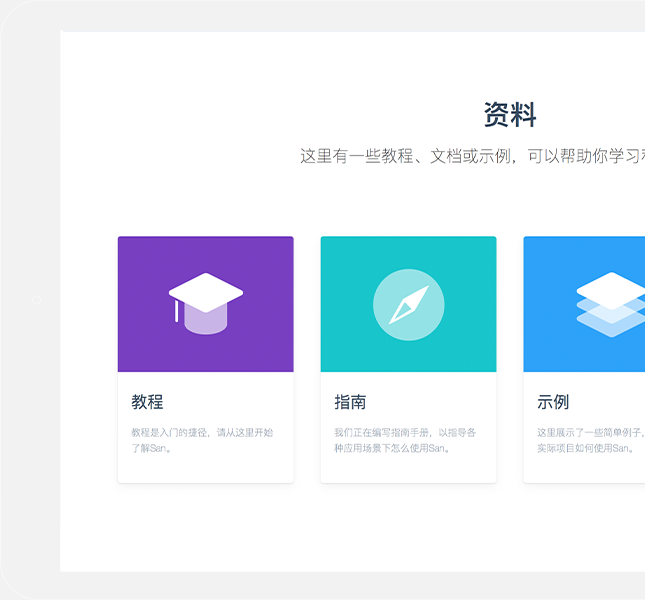 资料
这里有一些教程、文档或示例，可以帮助你学习
教程
教程是入门的捷径，请从这里开始
了解San。
指南
我们正在编写指南手册，以指导各
种应用场景下怎么使用San。
示例
这里展示了一些简单例子，
实际项目如何使用San。